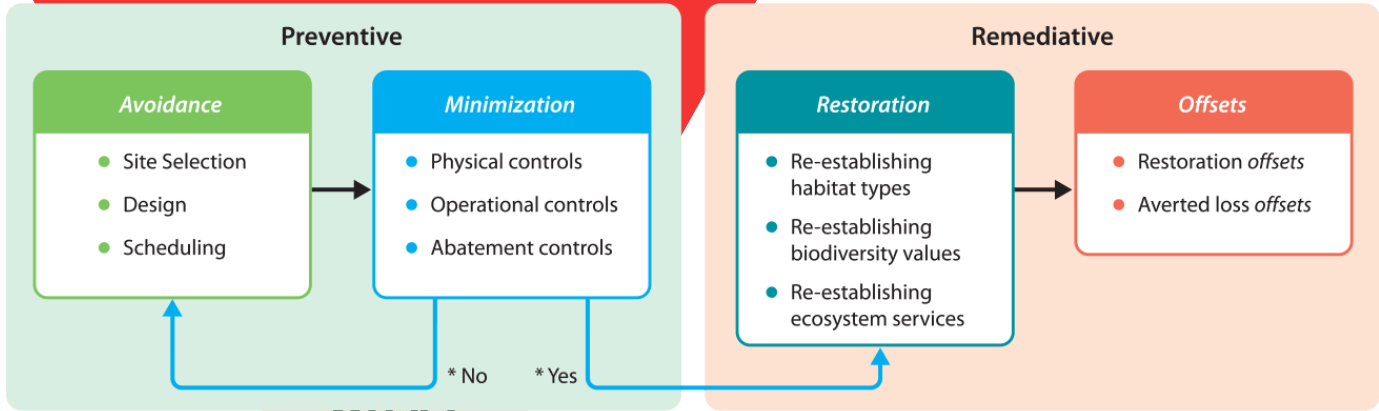 Preventive
Avoidance
● Site Selection
● Design
● Scheduling
Minimization
● Physical controls
● Operational controls
● Abatement controls
* No
* Yes
Remediative
Restoration
● Re-establishing
habitat types
● Re-establishing
biodiversity values
● Re-establishing
ecosystem services
Offsets
● Restoration offsets
● Averted loss offsets